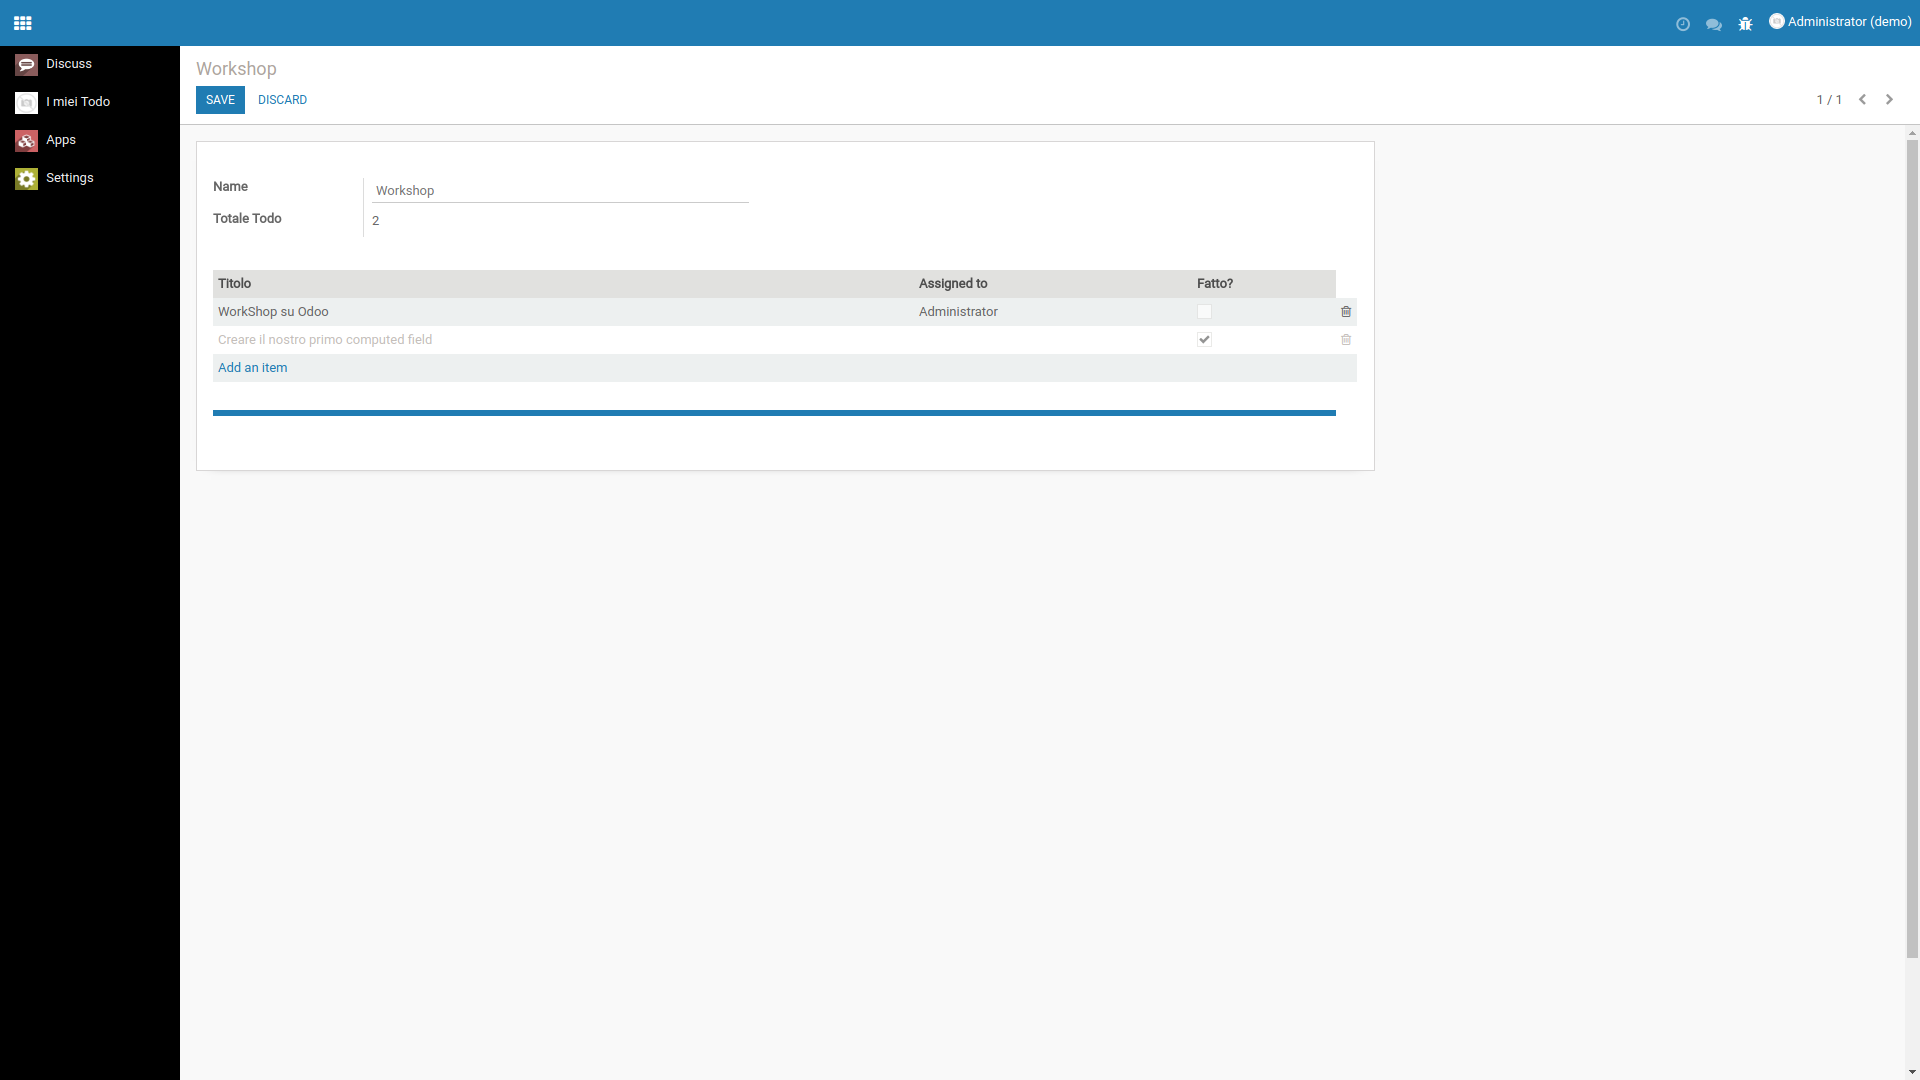 Administrator (demo)
Discuss
I miei Todo
Apps
Settings
Workshop
SAVE DISCARD
1 / 1
Name Workshop
Totale Todo 2
Titolo Assigned to Fatto?
WorkShop su Odoo Administrator
Creare il nostro primo computed field
Add an item